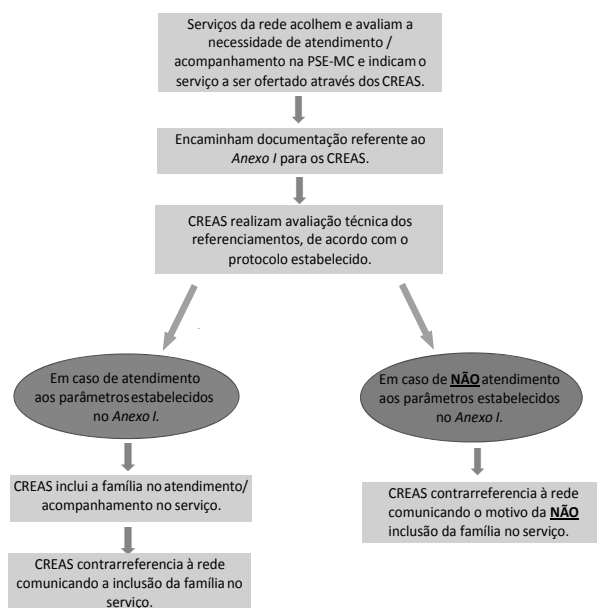 Serviços da rede acolhem e avaliam a
necessidade de atendimento /
acompanhamento na PSE-MC e indicam o
serviço a ser ofertado através dos CREAS.
Encaminham documentação referente ao
Anexo I para os CREAS.
CREAS realizam avaliação técnica dos
referenciamentos, de acordo com o
protocolo estabelecido.
Em caso de atendimento
aos parâmetros estabelecidos
no Anexo I.
CREAS inclui a família no atendimento/
acompanhamento no serviço.
CREAS contrarreferencia à rede
comunicando a inclusão da família no
serviço.
Em caso de NÃO atendimento
aos parâmetros estabelecidos
no Anexo I.
CREAS contrarreferencia à rede
comunicando o motivo da NÃO
inclusão da família no serviço.